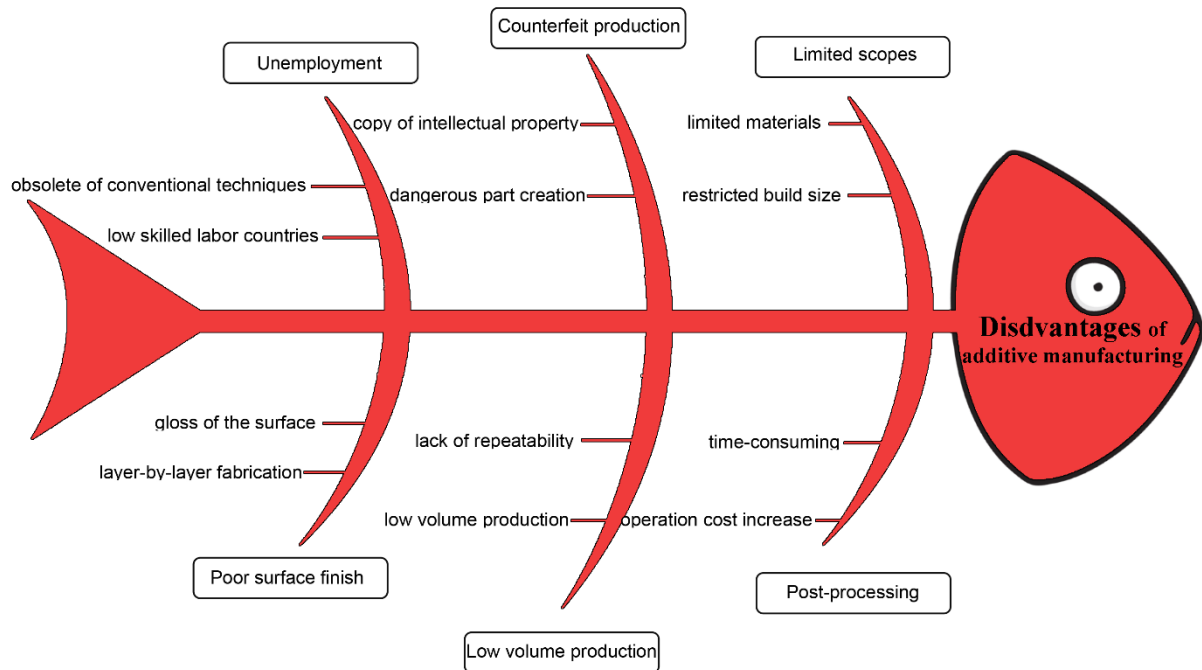 Counterfeit production
Unemployment
Limited scopes
copy of intellectual property
limited materials
obsolete of conventional techniques
dangerous part creation
restricted build size
low skilled labor countries
Disdvantages of
additive manufacturing
gloss of the surface
lack of repeatability
time-consuming
layer-by-layer fabrication
low volume production
operation cost increase
Poor surface finish
Post-processing
Low volume production